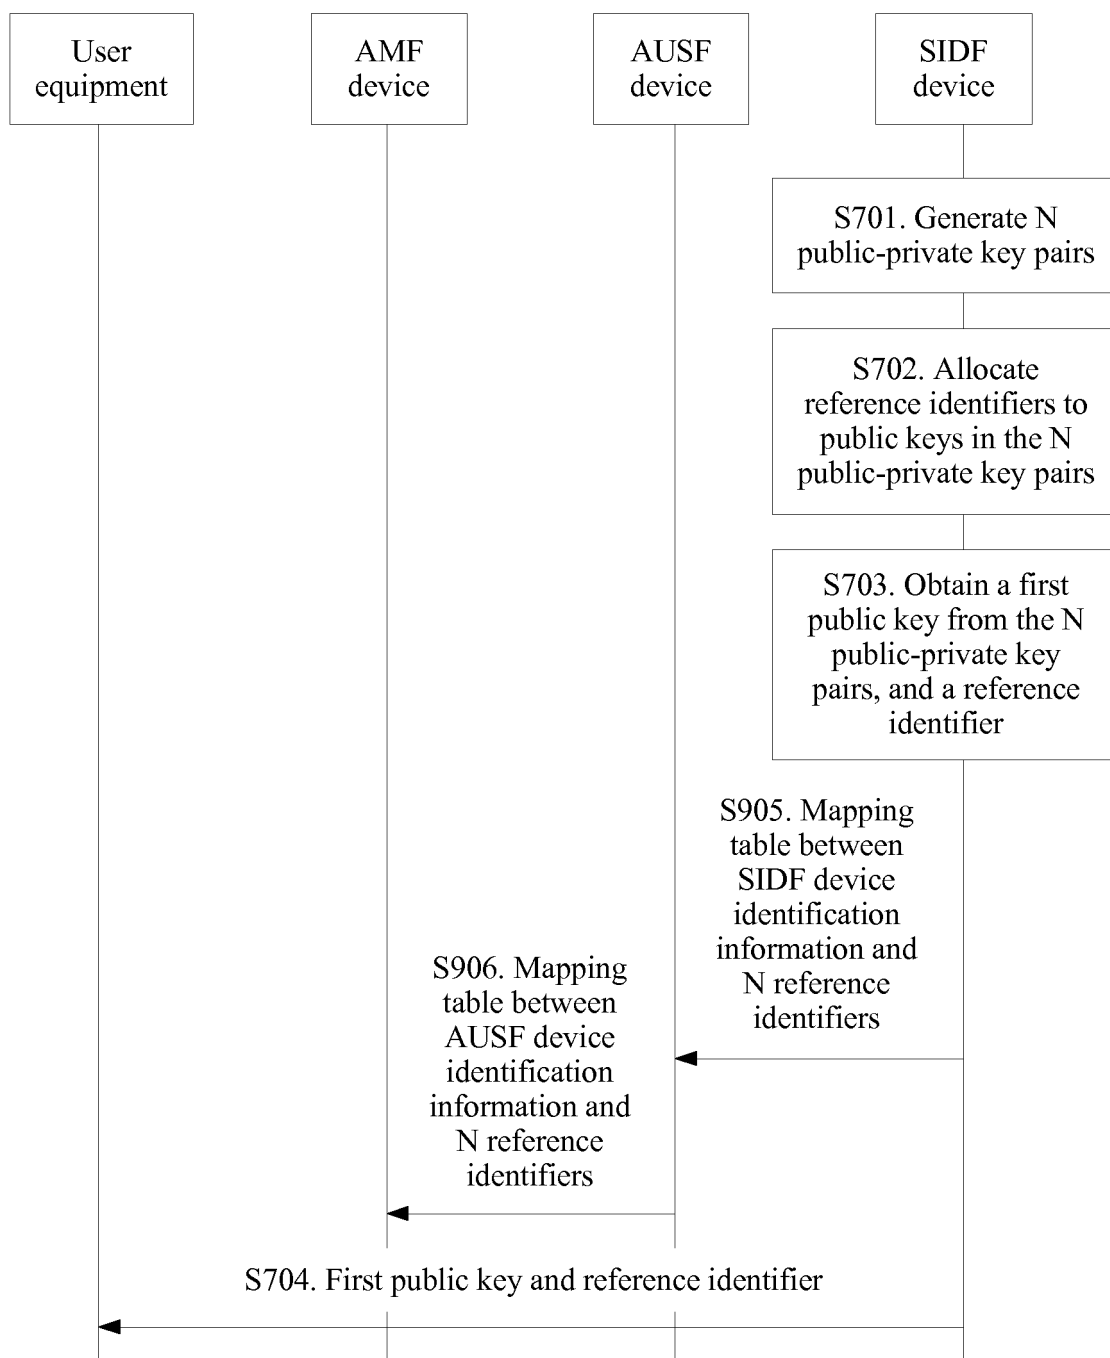 User
equipment
AMF
device
AUSF
device
SIDF
device
S701. Generate N
public-private key pairs
S702. Allocate
reference identifiers to
public keys in the N
public-private key pairs
S703. Obtain a first
public key from the N
public-private key
pairs, and a reference
identifier
S905. Mapping
table between
SIDF device
identification
information and
N reference
identifiers
S906. Mapping
table between
AUSF device
identification
information and
N reference
identifiers
S704. First public key and reference identifier